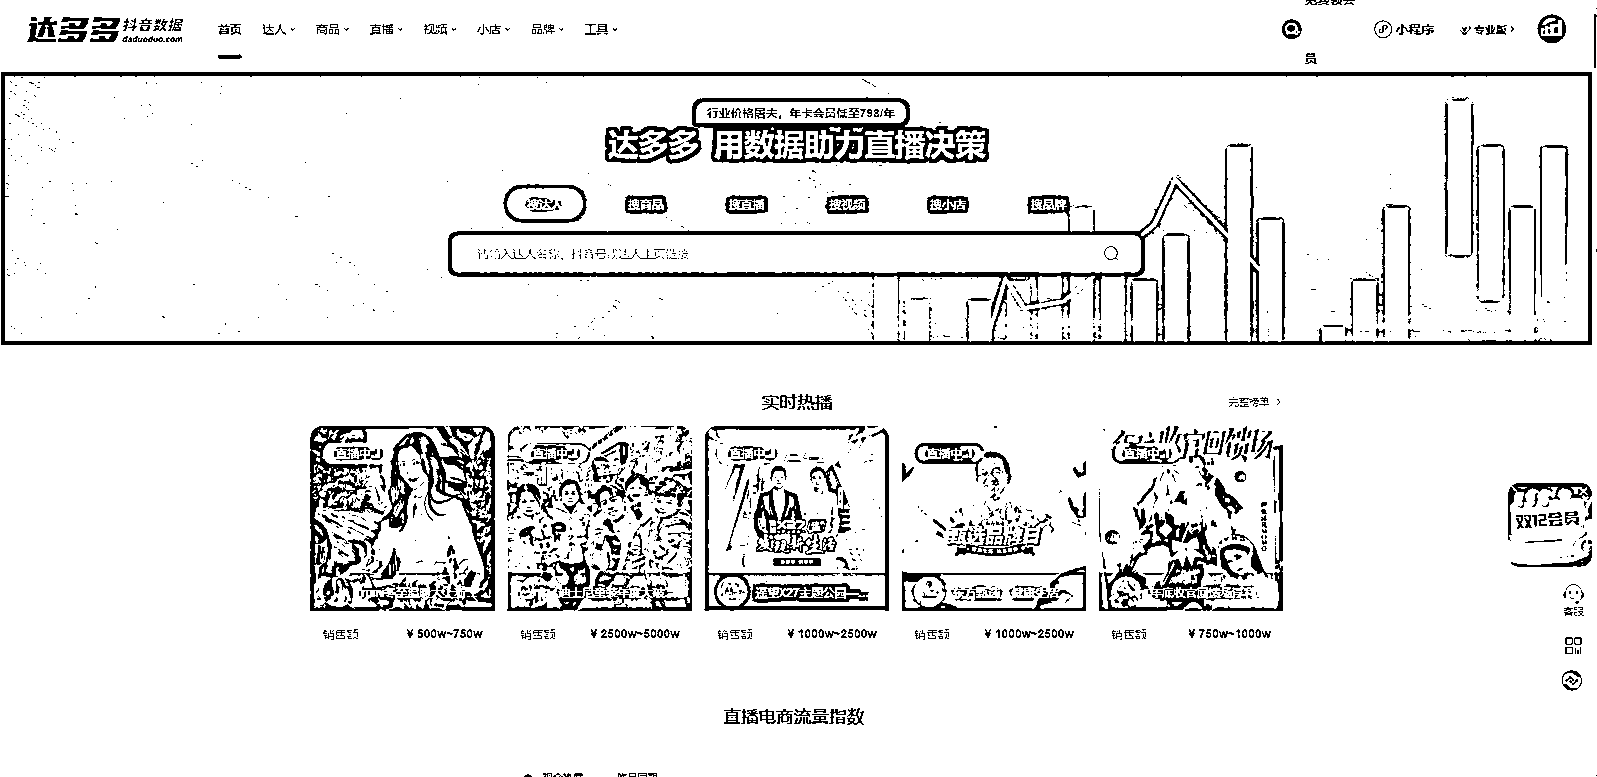 达多多 抖音数据
daduoduo.com
首页 达人 商品 直播 视频 小店 品牌 工具
员
小程序
专业版
行业价格屠夫，年卡会员低至798/年
达多多 用数据助力直播决策
搜达人 搜商品 搜直播 搜视频 搜小店 搜品牌
请输入达人名称、抖音号或达人主页链接
实时热播
完整榜单
直播中 直播中 直播中 直播中 直播中
甄选品牌日
销售额 ¥ 500w~750w
销售额 ¥ 2500w~5000w
销售额 ¥ 1000w~2500w
销售额 ¥ 1000w~2500w
销售额 ¥ 750w~1000w
双12会员
客服
直播电商流量指数